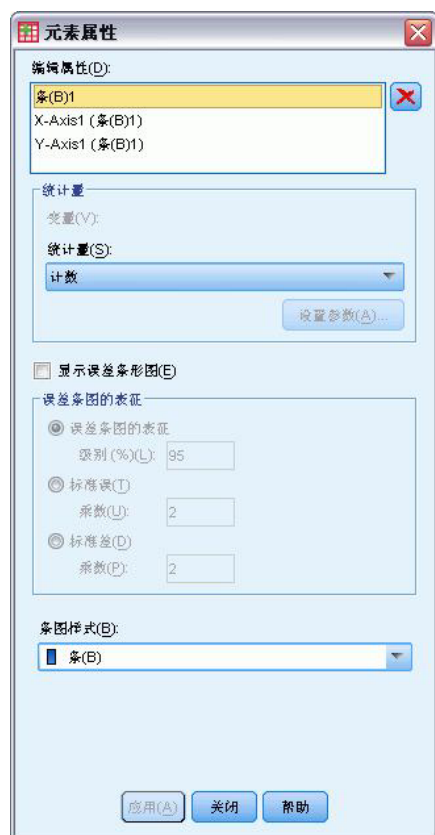 元素属性
编辑属性(D):
条(B)1
X-Axis1 (条(B)1)
Y-Axis1 (条(B)1)
统计量
变量(V):
统计量(S):
计数
设置参数(A)...
显示误差条形图(E)
误差条图的表征
误差条图的表征
级别 (%)(L): 95
标准误(T)
乘数(U): 2
标准差(D)
乘数(P): 2
条图样式(B):
条(B)
应用(A) 关闭 帮助